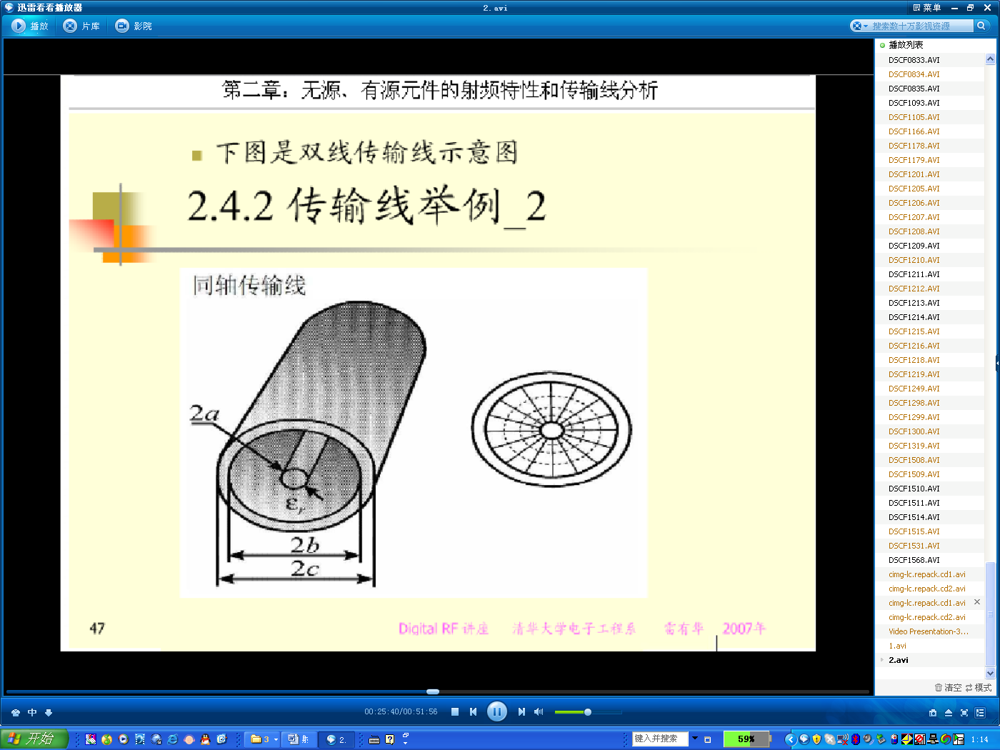 迅雷看看播放器
2.avi
菜单
播放
片库
影院
搜索数十万影视资源
第二章：无源、有源元件的射频特性和传输线分析
下图是双线传输线示意图
2.4.2 传输线举例_2
同轴传输线
2a
εr
2b
2c
47
Digital RF 讲座 清华大学电子工程系 雷有华 2007年
播放列表
DSCF0833.AVI
DSCF0834.AVI
DSCF0835.AVI
DSCF1093.AVI
DSCF1105.AVI
DSCF1166.AVI
DSCF1178.AVI
DSCF1179.AVI
DSCF1201.AVI
DSCF1205.AVI
DSCF1206.AVI
DSCF1207.AVI
DSCF1208.AVI
DSCF1209.AVI
DSCF1210.AVI
DSCF1211.AVI
DSCF1212.AVI
DSCF1213.AVI
DSCF1214.AVI
DSCF1215.AVI
DSCF1216.AVI
DSCF1218.AVI
DSCF1219.AVI
DSCF1249.AVI
DSCF1298.AVI
DSCF1299.AVI
DSCF1300.AVI
DSCF1319.AVI
DSCF1508.AVI
DSCF1509.AVI
DSCF1510.AVI
DSCF1511.AVI
DSCF1514.AVI
DSCF1515.AVI
DSCF1531.AVI
DSCF1568.AVI
cimg-lc.repack.cd1.avi
cimg-lc.repack.cd2.avi
cimg-lc.repack.cd1.avi
cimg-lc.repack.cd2.avi
Video Presentation-3...
1.avi
2.avi
清空 模式
中
00:25:40/00:51:56
开始
3
射
2.
键入并搜索
59%
1:14